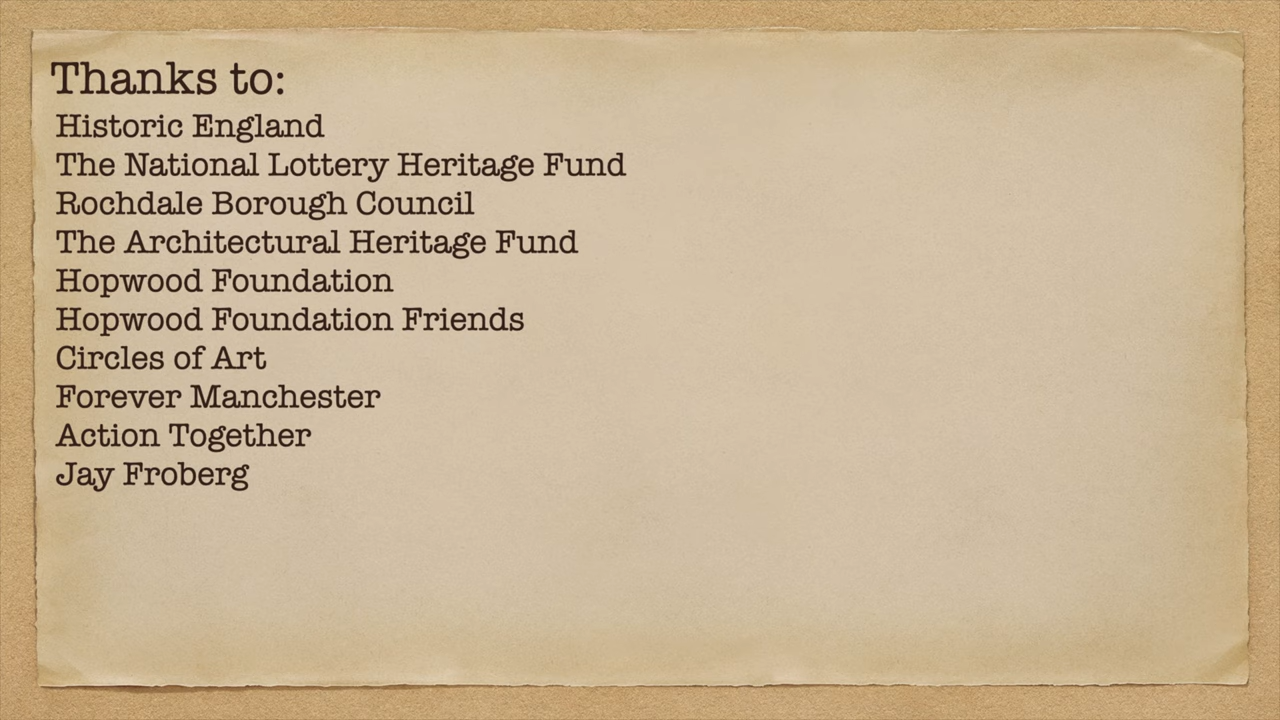 Thanks to:
Historic England
The National Lottery Heritage Fund
Rochdale Borough Council
The Architectural Heritage Fund
Hopwood Foundation
Hopwood Foundation Friends
Circles of Art
Forever Manchester
Action Together
Jay Froberg